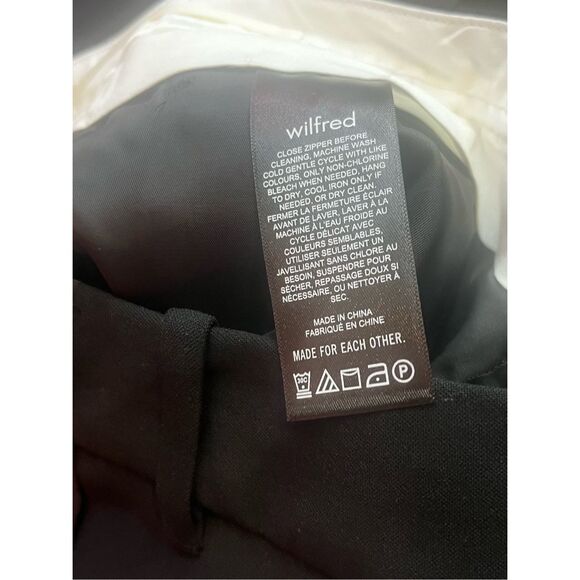 wilfred
CLOSE ZIPPER BEFORE
CLEANING, MACHINE WASH
COLD GENTLE CYCLE WITH LIKE
COLOURS, ONLY NON-CHLORINE
BLEACH WHEN NEEDED, HANG
TO DRY, COOL IRON ONLY IF
NEEDED, OR DRY CLEAN.
FERMER LA FERMETURE ÉCLAIR
AVANT DE LAVER, LAVER À LA
MACHINE À L'EAU FROIDE AU
CYCLE DÉLICAT AVEC
COULEURS SEMBLABLES,
UTILISER SEULEMENT UN
JAVELLISANT SANS CHLORE AU
BESOIN, SUSPENDRE POUR
SÉCHER, REPASSAGE DOUX SI
NÉCESSAIRE, OU NETTOYER À
SEC.
MADE IN CHINA
FABRIQUÉ EN CHINE
MADE FOR EACH OTHER.
30C P